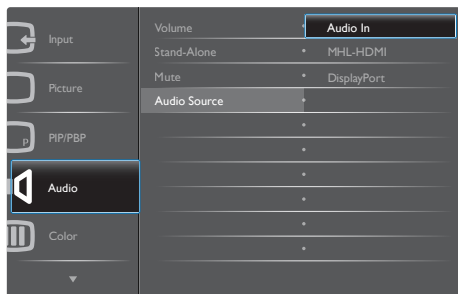 Input
Picture
P
PIP/PBP
Audio
Color
Volume
Stand-Alone
Mute
Audio Source
Audio In
MHL-HDMI
DisplayPort